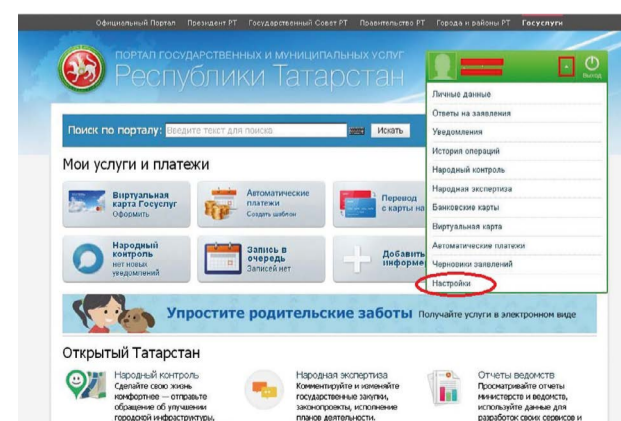 Официальный Портал Президент РТ Государственный Совет РТ Правительство РТ Города и районы РТ Госуслуги
ПОРТАЛ ГОСУДАРСТВЕННЫХ И МУНИЦИПАЛЬНЫХ УСЛУГ
Республики Татарстан
ВЫХОД
Личные данные
Ответы на заявления
Уведомления
История операций
Народный контроль
Народная экспертиза
Банковские карты
Виртуальная карта
Автоматические платежи
Черновики заявлений
Настройки
Поиск по порталу: Введите текст для поиска Искать
Мои услуги и платежи
Виртуальная
карта Госуслуг
Оформить
Автоматические
платежи
Создать шаблон
Перевод
с карты на
Народный
контроль
нет новых
уведомлений
Запись в
очередь
Записей нет
Добавить
информе
Упростите родительские заботы Получайте услуги в электронном виде
Открытый Татарстан
Народный контроль
Сделайте свою жизнь
комфортнее — отправьте
обращение об улучшении
городской инфраструктуры,
Народная экспертиза
Комментируйте и изменяйте
государственные закупки,
законопроекты, исполнение
планов деятельности.
Отчеты ведомств
Просматривайте отчеты
министерств и ведомств,
используйте данные для
разработок своих сервисов и